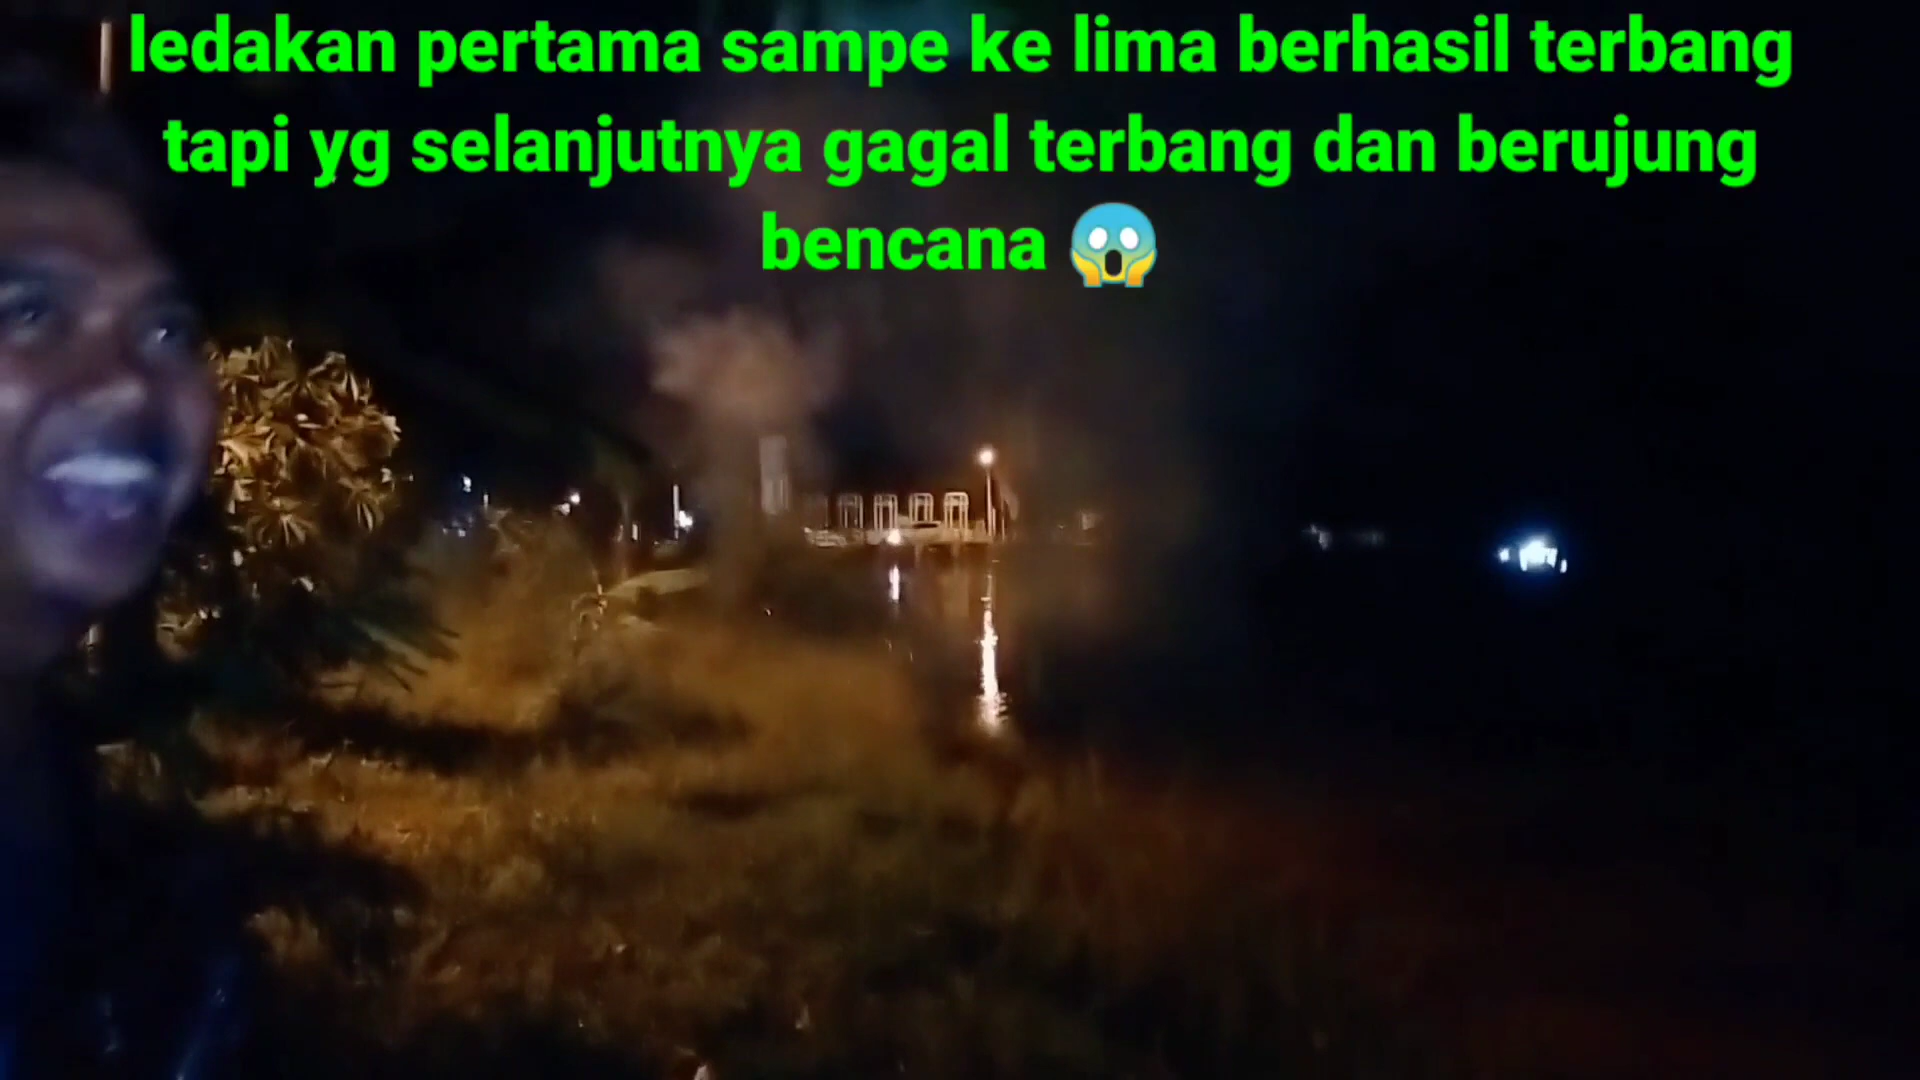 ledakan pertama sampe ke lima berhasil terbang
tapi yg selanjutnya gagal terbang dan berujung
bencana 😱